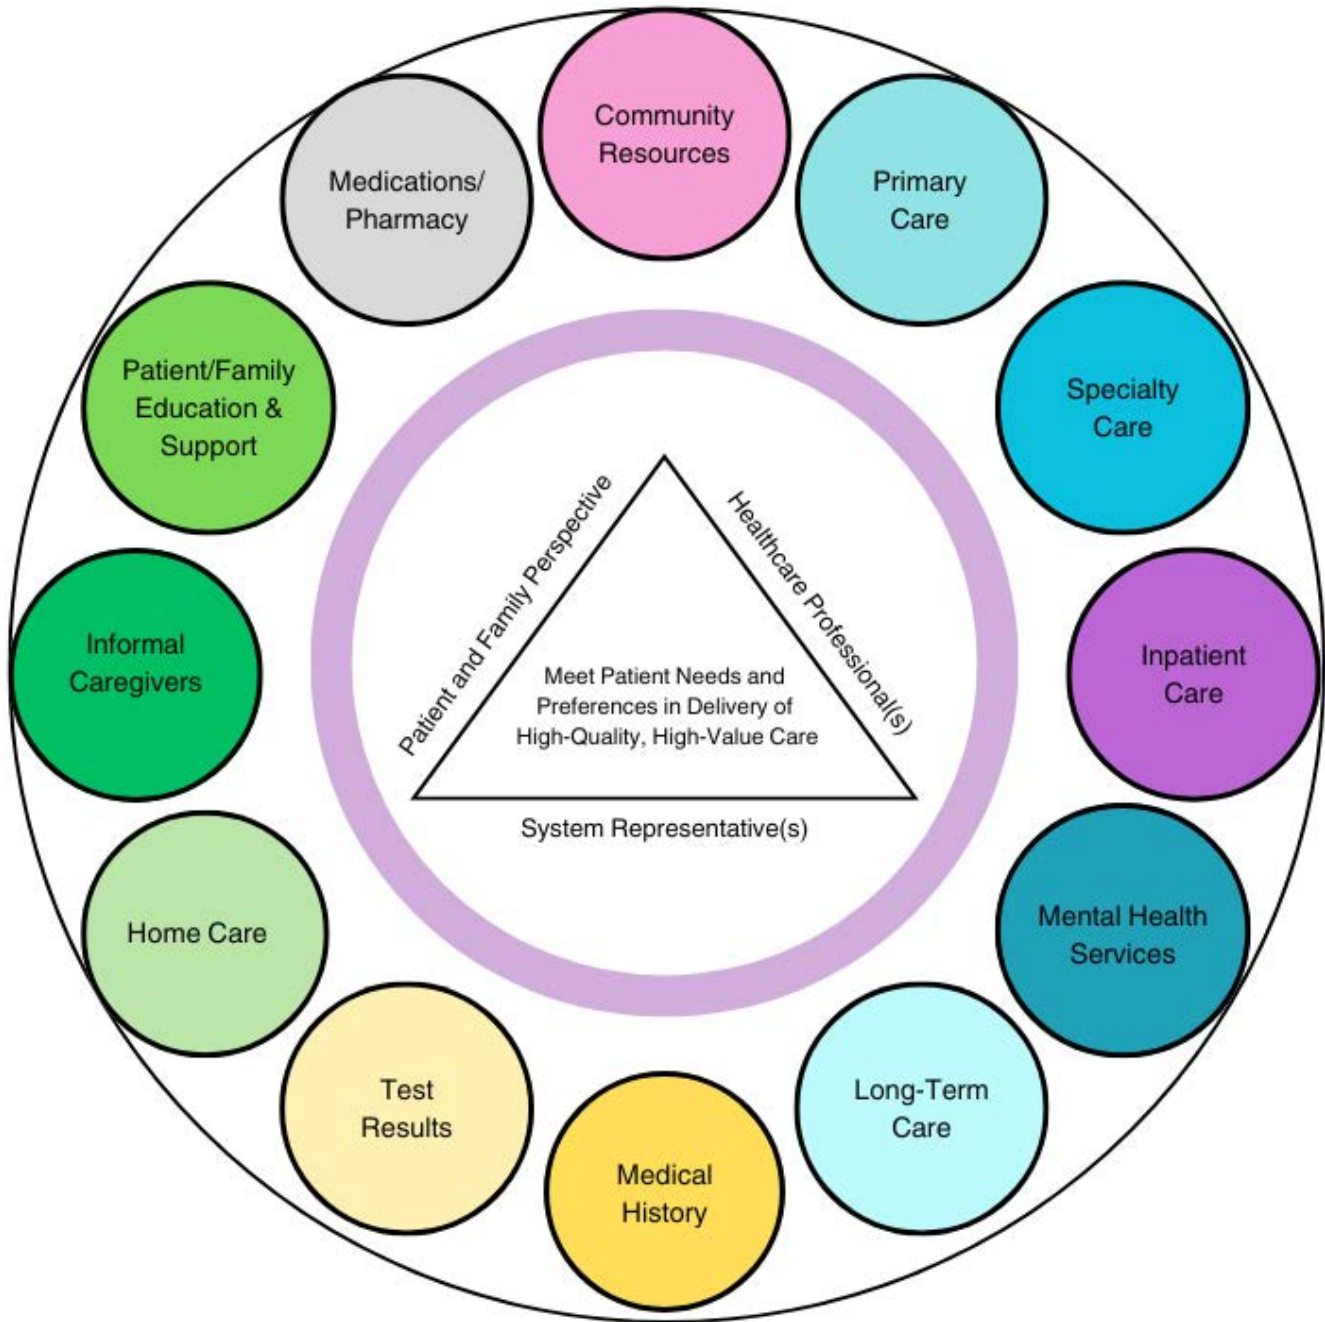 Community
Resources
Primary
Care
Specialty
Care
Inpatient
Care
Mental Health
Services
Long-Term
Care
Medical
History
Test
Results
Home Care
Informal
Caregivers
Patient/Family
Education &
Support
Medications/
Pharmacy
Patient and Family Perspective
Healthcare Professional(s)
Meet Patient Needs and
Preferences in Delivery of
High-Quality, High-Value Care
System Representative(s)